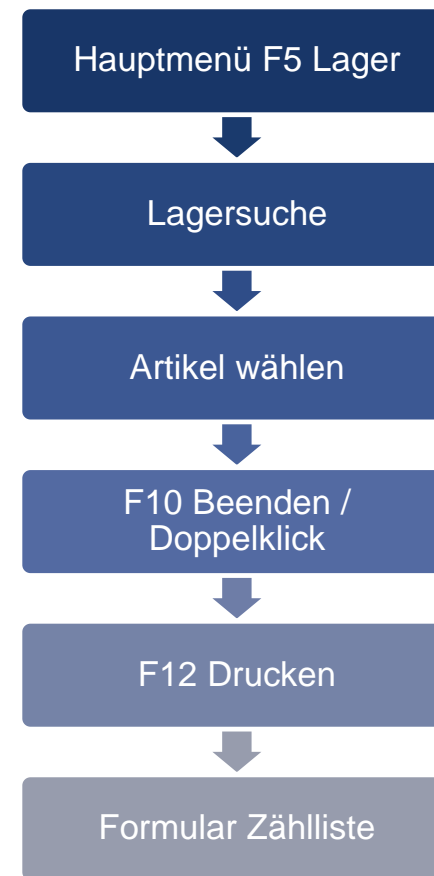 Hauptmenü F5 Lager
Lagersuche
Artikel wählen
F10 Beenden /
Doppelklick
F12 Drucken
Formular Zählliste